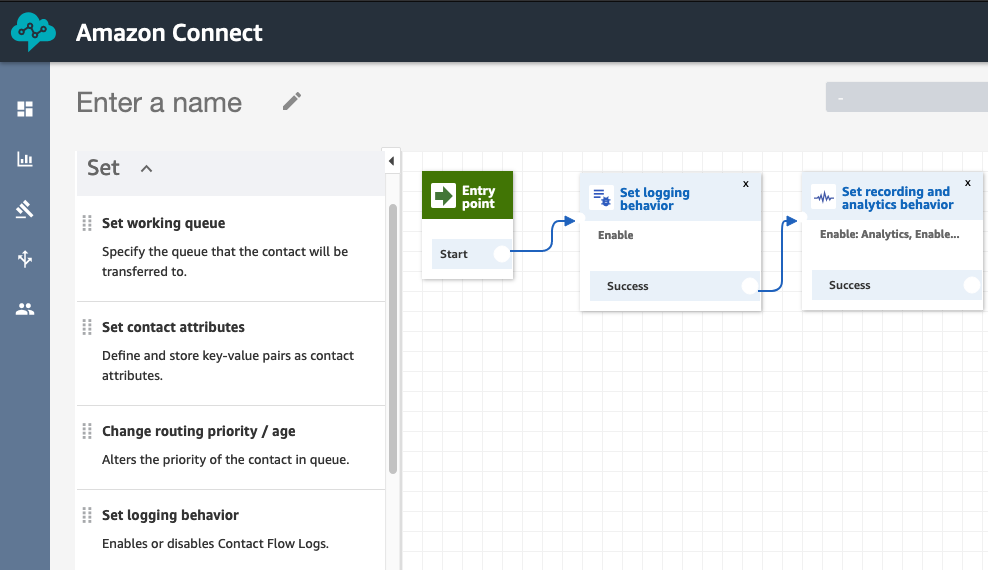 Amazon Connect
Enter a name
-
Set
Set working queue
Specify the queue that the contact will be
transferred to.
Set contact attributes
Define and store key-value pairs as contact
attributes.
Change routing priority / age
Alters the priority of the contact in queue.
Set logging behavior
Enables or disables Contact Flow Logs.
Entry
point
Start
Set logging
behavior
x
Enable
Success
Set recording and
analytics behavior
x
Enable: Analytics, Enable...
Success